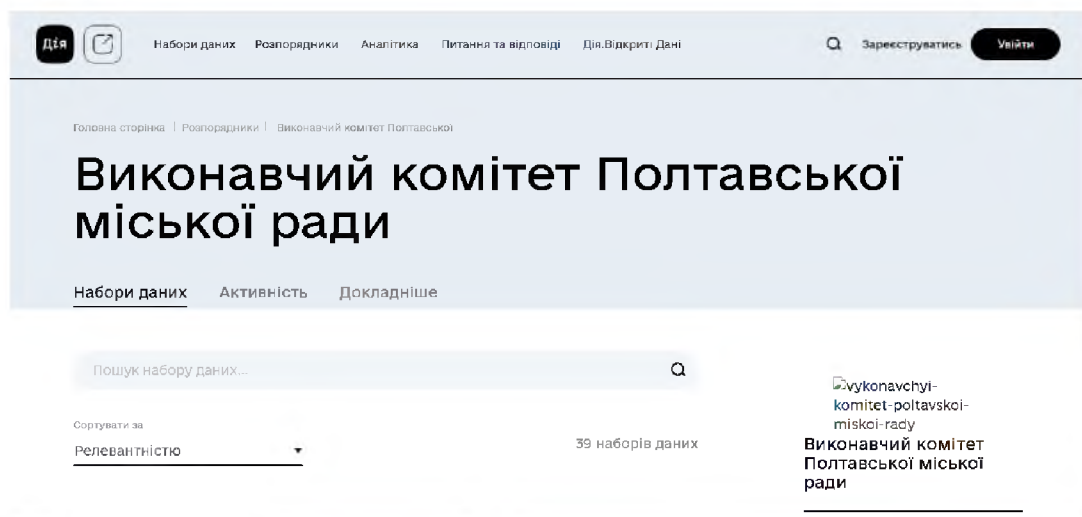 Дія Набори даних Розпорядники Аналітика Питання та відповіді Дія.Відкриті Дані Зареєструватись Увійти
Головна сторінка | Розпорядники | Виконавчий комітет Полтавської
Виконавчий комітет Полтавської
міської ради
Набори даних Активність Докладніше
Пошук набору даних...
Сортувати за
Релевантністю
39 наборів даних
vykonavchyi-
komitet-poltavskoi-
miskoi-rady
Виконавчий комітет
Полтавської міської
ради